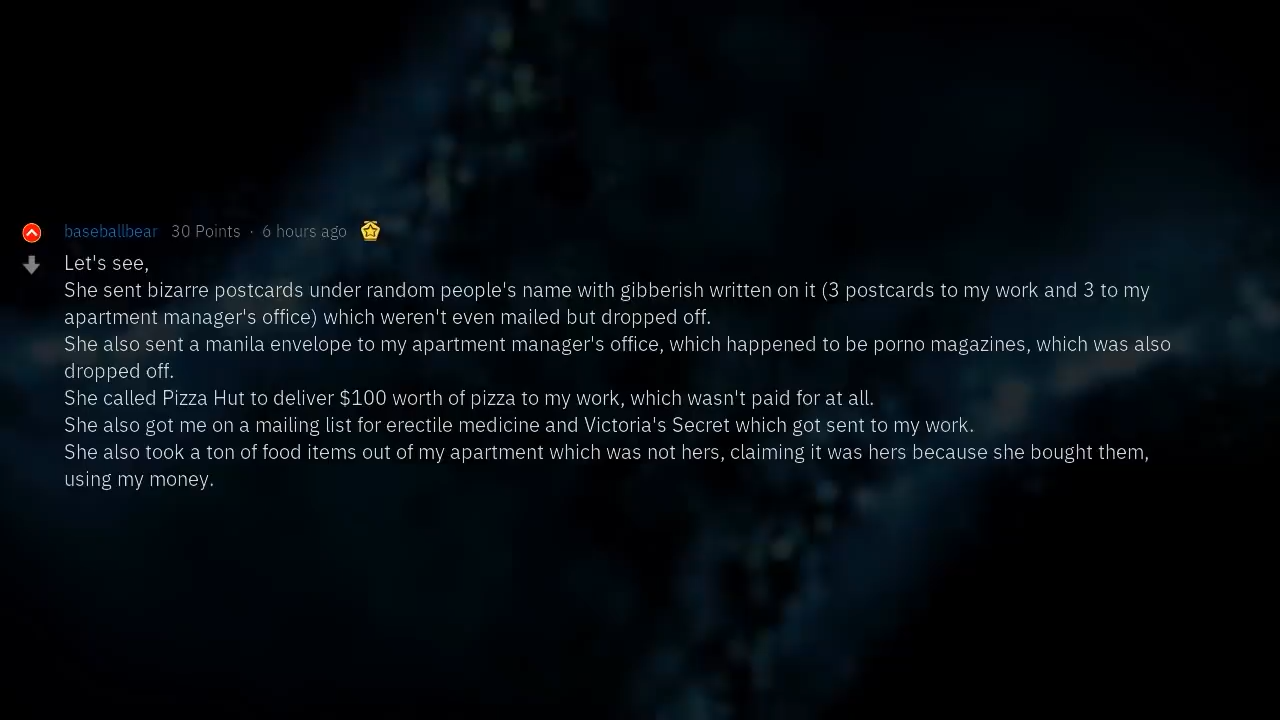 baseballbear 30 Points · 6 hours ago
Let's see,
She sent bizarre postcards under random people's name with gibberish written on it (3 postcards to my work and 3 to my
apartment manager's office) which weren't even mailed but dropped off.
She also sent a manila envelope to my apartment manager's office, which happened to be porno magazines, which was also
dropped off.
She called Pizza Hut to deliver $100 worth of pizza to my work, which wasn't paid for at all.
She also got me on a mailing list for erectile medicine and Victoria's Secret which got sent to my work.
She also took a ton of food items out of my apartment which was not hers, claiming it was hers because she bought them,
using my money.